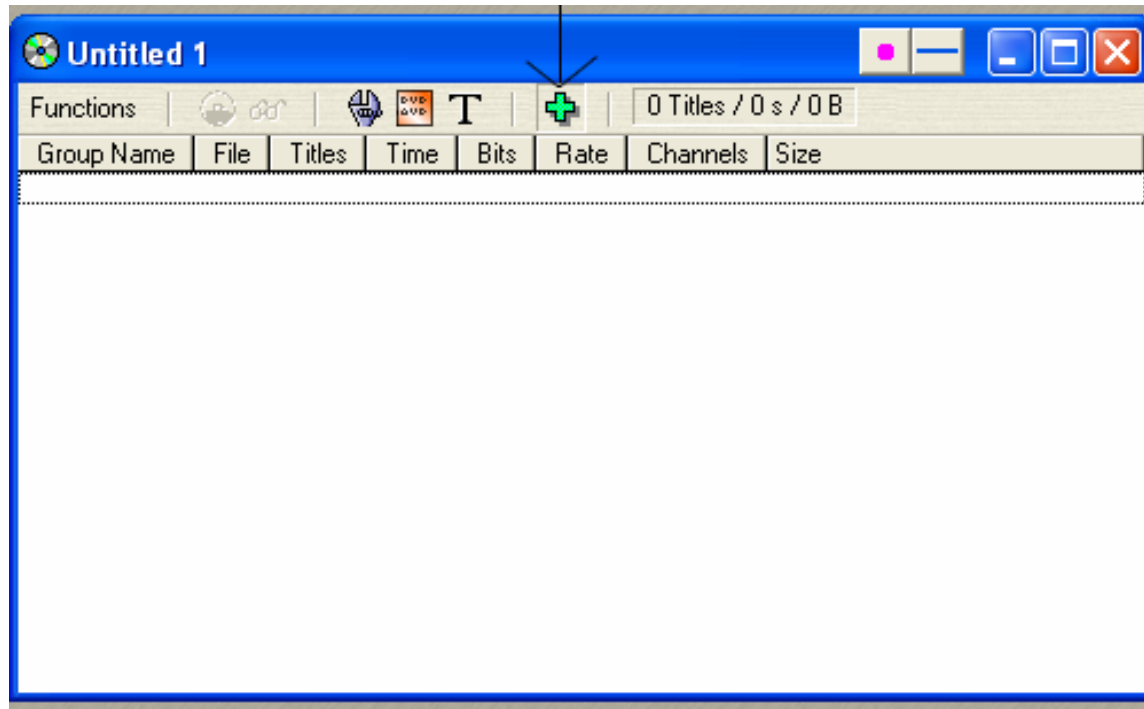 Untitled 1
Functions T 0 Titles / 0 s / 0 B
Group Name File Titles Time Bits Rate Channels Size